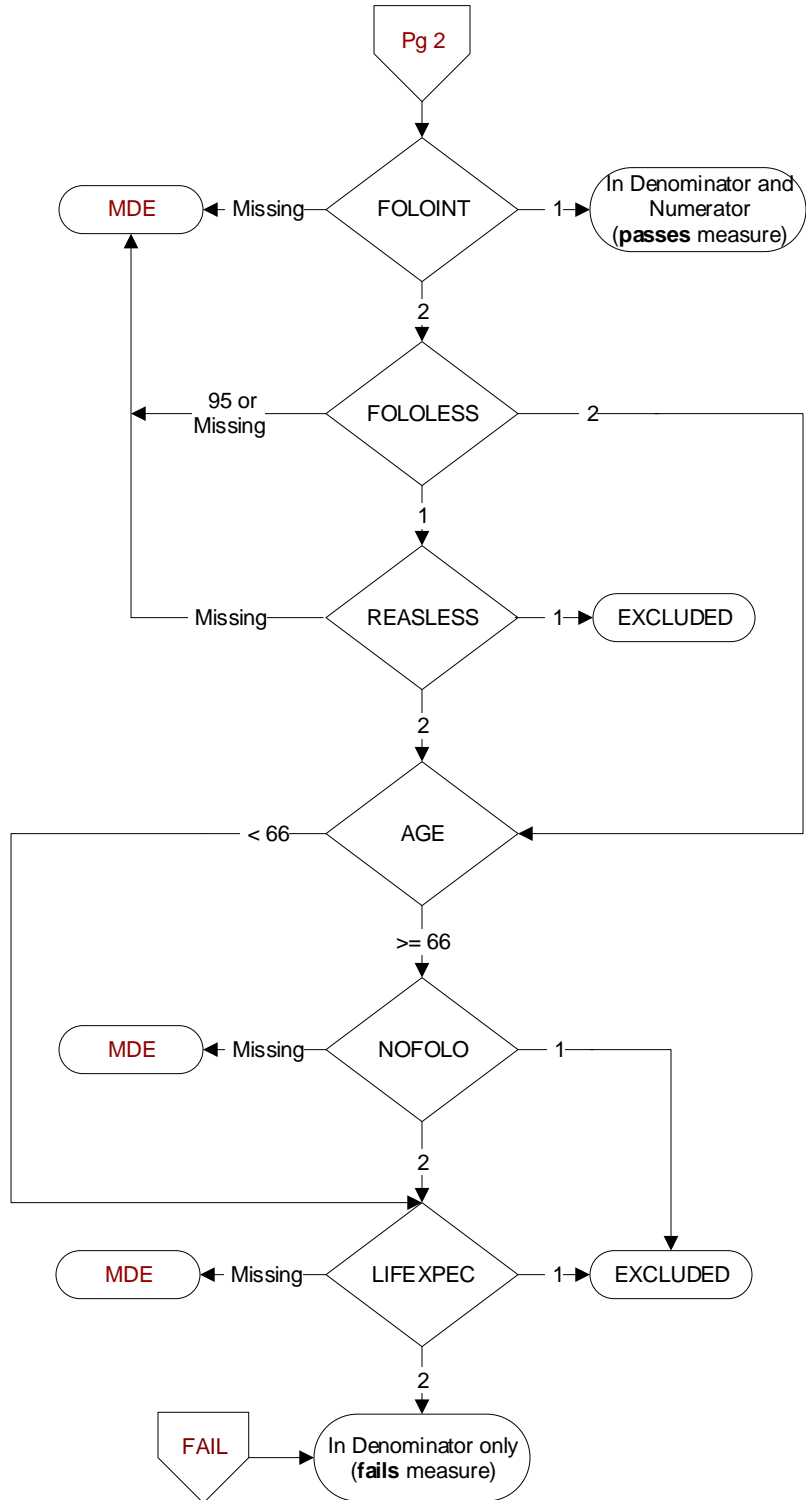 Pg 2
MDE
Missing
FOLOINT
1
In Denominator and
Numerator
(passes measure)
2
95 or
Missing
FOLOLESS
2
1
Missing
REASLESS
1
EXCLUDED
2
< 66
AGE
>= 66
MDE
Missing
NOFOLO
1
2
MDE
Missing
LIFEXPEC
1
EXCLUDED
2
FAIL
In Denominator only
(fails measure)